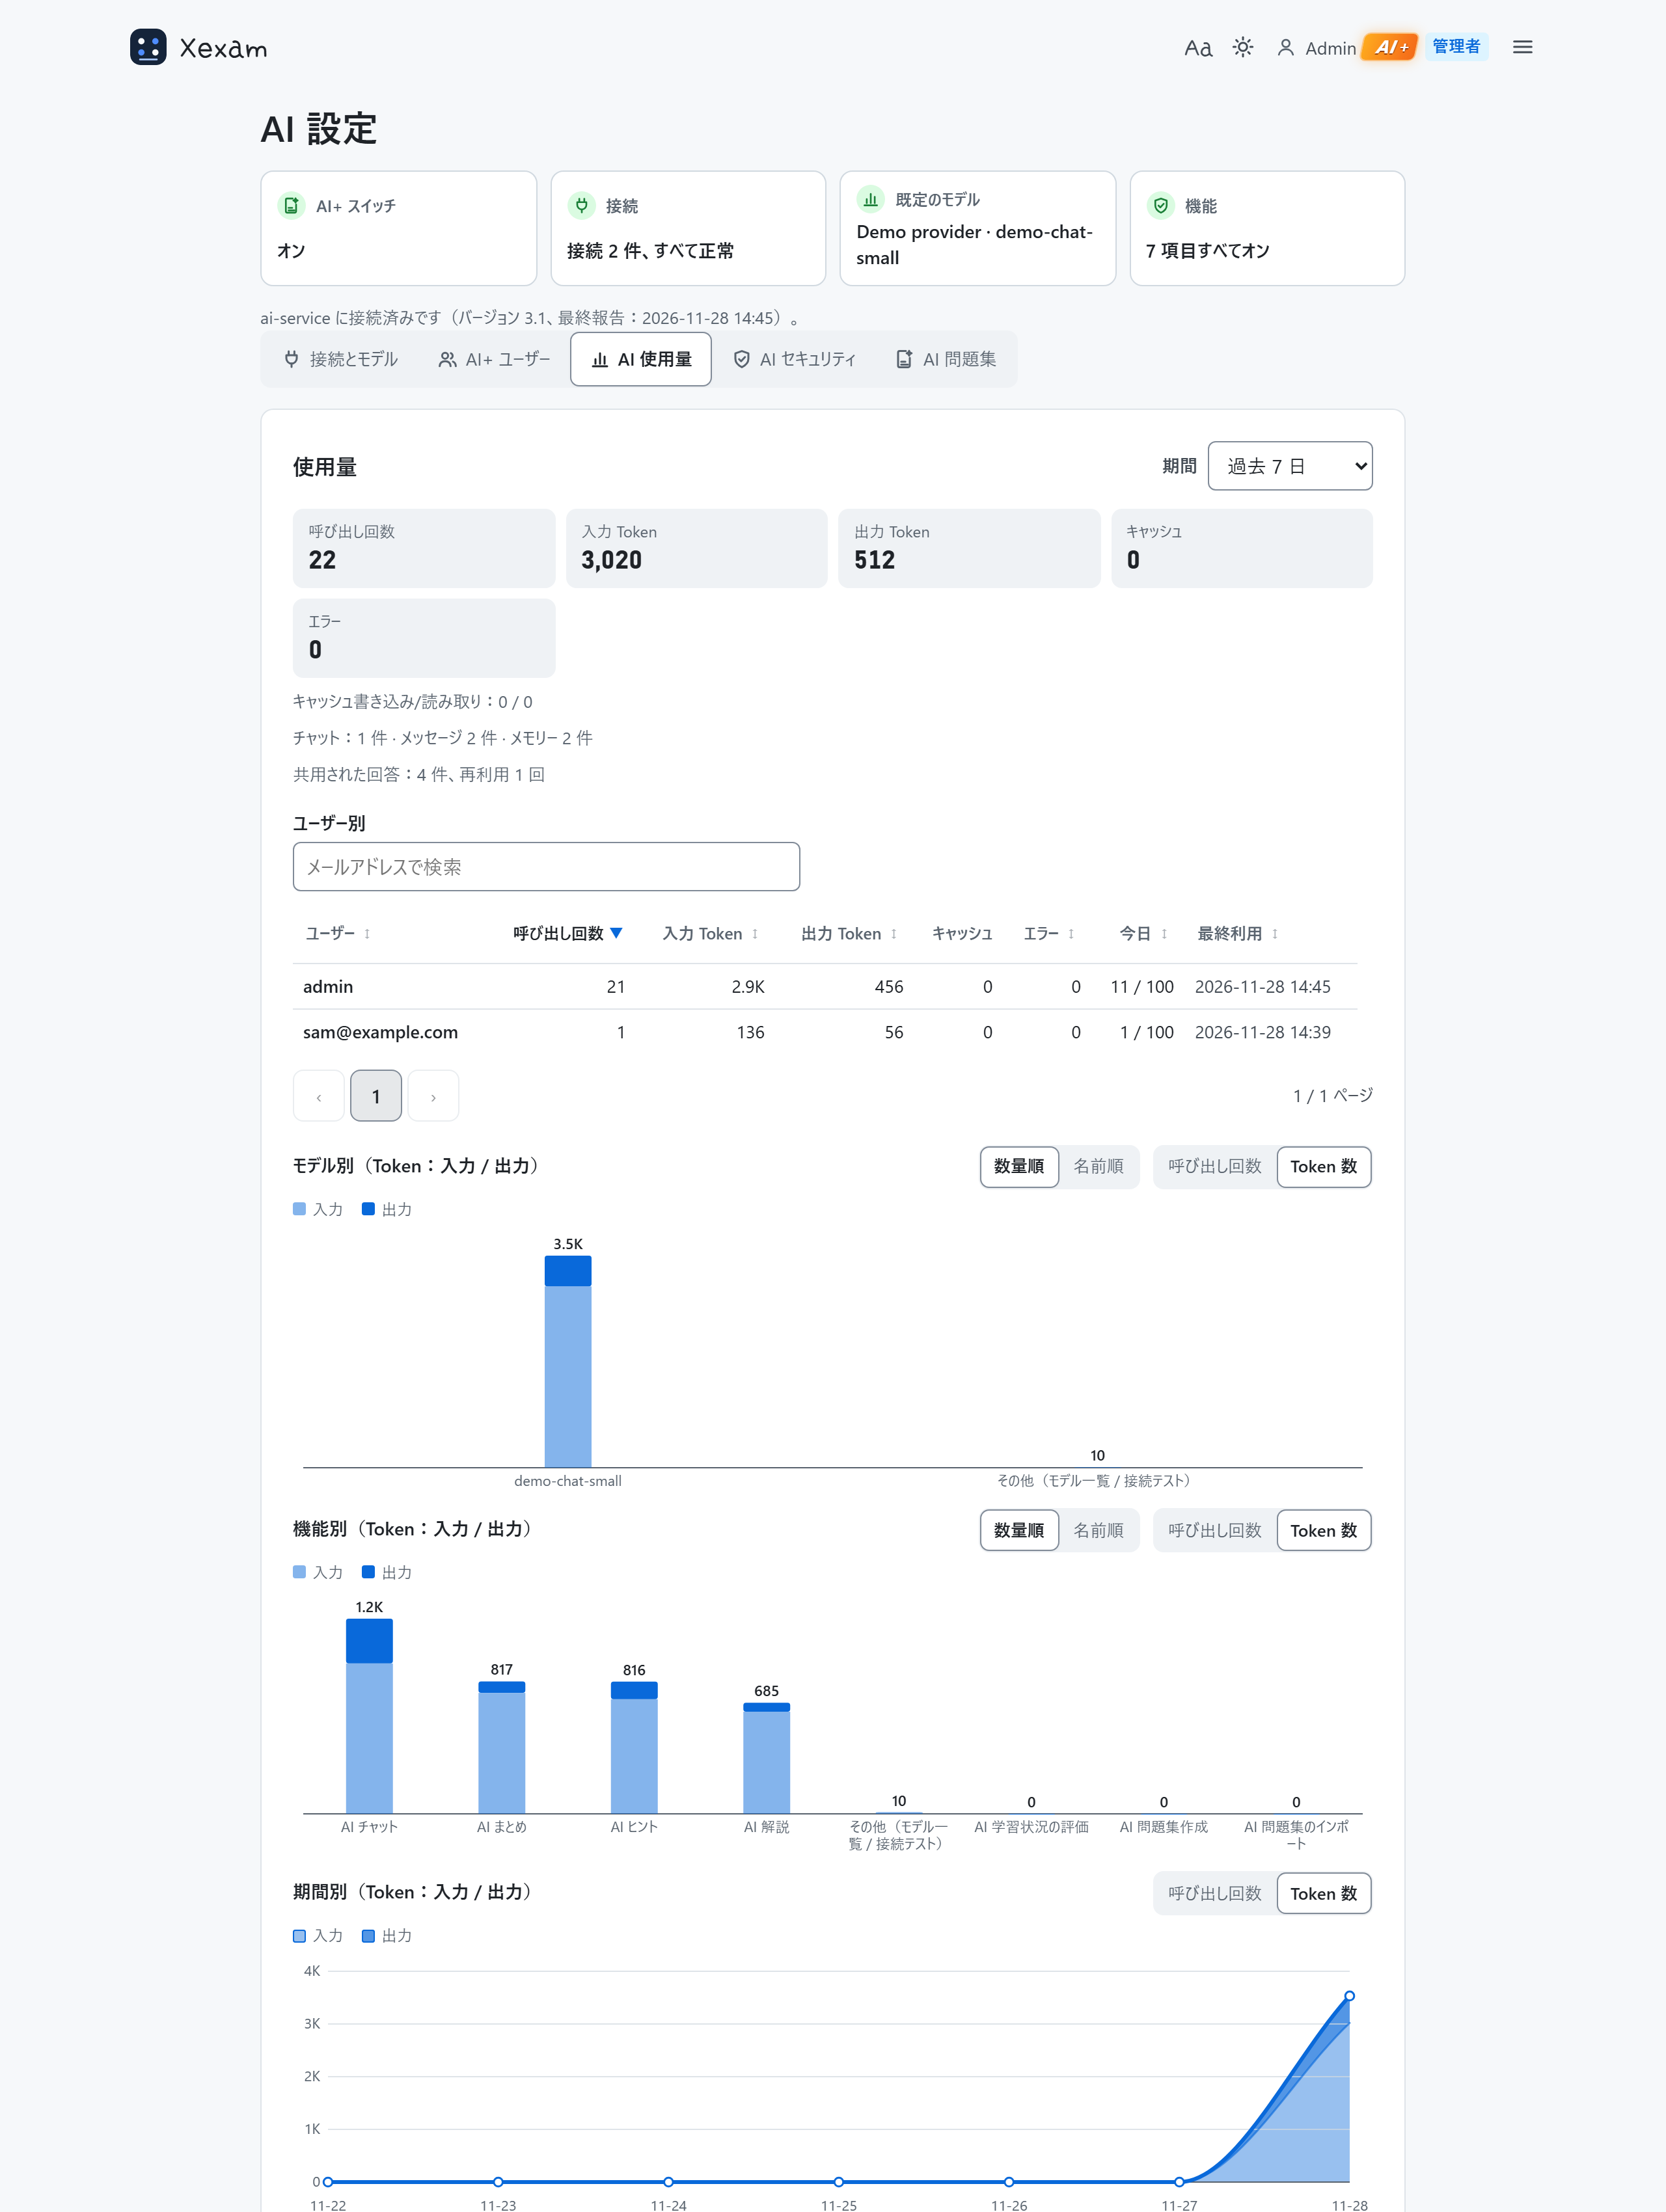 Xexam
Aa Admin AI+ 管理者
AI 設定
AI+ スイッチ
オン
接続
接続 2 件、すべて正常
既定のモデル
Demo provider · demo-chat-small
機能
7 項目すべてオン
ai-service に接続済みです（バージョン 3.1、最終報告：2026-11-28 14:45）。
接続とモデル AI+ ユーザー AI 使用量 AI セキュリティ AI 問題集
使用量
期間 過去 7 日
呼び出し回数
22
入力 Token
3,020
出力 Token
512
キャッシュ
0
エラー
0
キャッシュ書き込み/読み取り：0 / 0
チャット：1 件 · メッセージ 2 件 · メモリー 2 件
共用された回答：4 件、再利用 1 回
ユーザー別
メールアドレスで検索
ユーザー ↕ 呼び出し回数 ▼ 入力 Token ↕ 出力 Token ↕ キャッシュ エラー ↕ 今日 ↕ 最終利用 ↕
admin 21 2.9K 456 0 0 11 / 100 2026-11-28 14:45
sam@example.com 1 136 56 0 0 1 / 100 2026-11-28 14:39
‹ 1 › 1 / 1 ページ
モデル別（Token：入力 / 出力） 数量順 名前順 呼び出し回数 Token 数
入力 出力
3.5K
10
demo-chat-small その他（モデル一覧 / 接続テスト）
機能別（Token：入力 / 出力） 数量順 名前順 呼び出し回数 Token 数
入力 出力
1.2K
817 816
685
10 0 0 0
AI チャット AI まとめ AI ヒント AI 解説 その他（モデル一覧 / 接続テスト） AI 学習状況の評価 AI 問題集作成 AI 問題集のインポート
期間別（Token：入力 / 出力） 呼び出し回数 Token 数
入力 出力
4K
3K
2K
1K
0
11-22 11-23 11-24 11-25 11-26 11-27 11-28